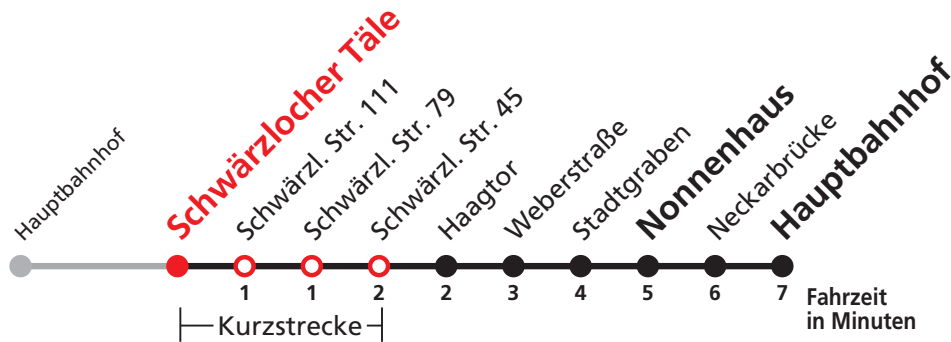 Hauptbahnhof
Schwärzlocher Täle
Schwärzl. Str. 111
Schwärzl. Str. 79
Schwärzl. Str. 45
Haagtor
Weberstraße
Stadtgraben
Nonnenhaus
Neckarbrücke
Hauptbahnhof
1 1 2 2 3 4 5 6 7 Fahrzeit
in Minuten
Kurzstrecke